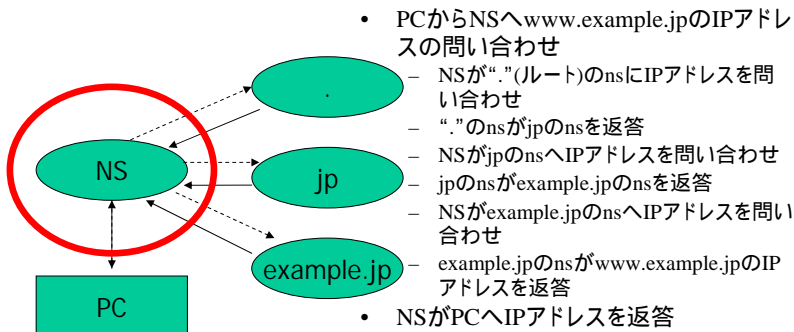 • PCからNSへwww.example.jpのIPアドレ
スの問い合わせ
– NSが“.”(ルート)のnsにIPアドレスを問
い合わせ
– “.”のnsがjpのnsを返答
– NSがjpのnsへIPアドレスを問い合わせ
– jpのnsがexample.jpのnsを返答
– NSがexample.jpのnsへIPアドレスを問い
合わせ
– example.jpのnsがwww.example.jpのIP
アドレスを返答
• NSがPCへIPアドレスを返答
.
NS
jp
example.jp
PC